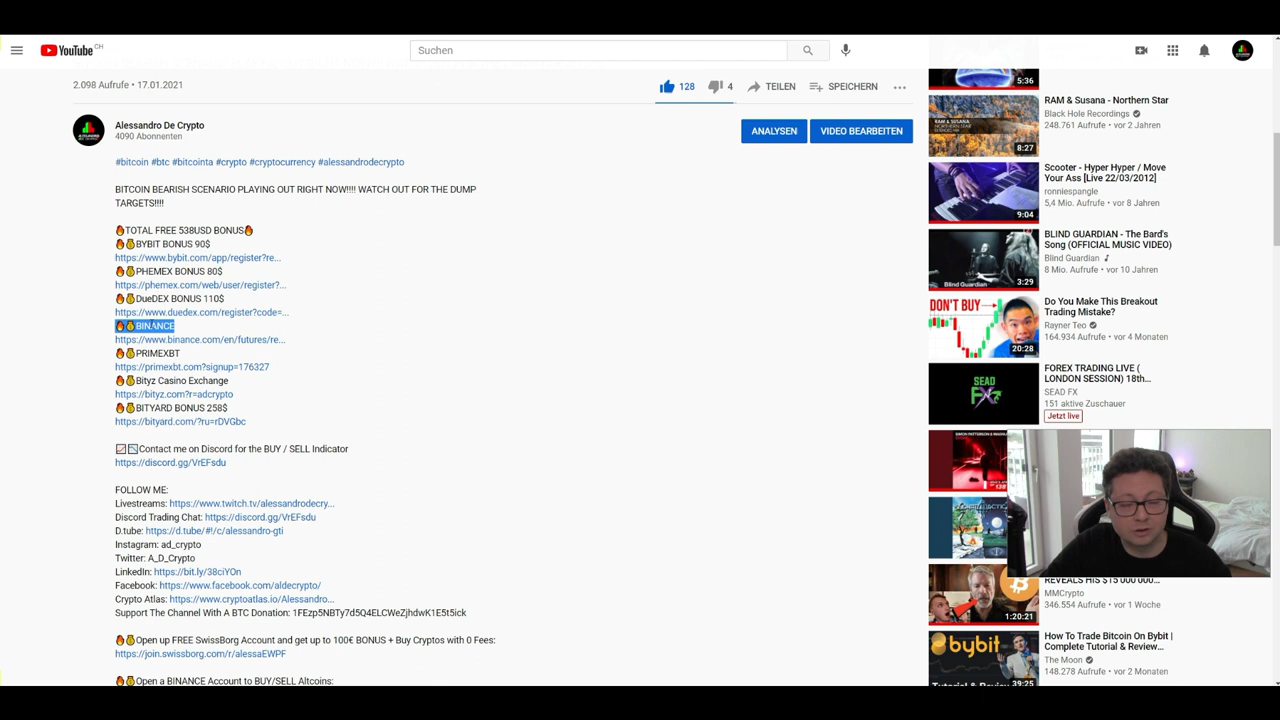 YouTube CH
Suchen
2.098 Aufrufe • 17.01.2021
128
4
TEILEN
SPEICHERN
Alessandro De Crypto
4090 Abonnenten
ANALYSEN
VIDEO BEARBEITEN
#bitcoin #btc #bitcointa #crypto #cryptocurrency #alessandrodecrypto
BITCOIN BEARISH SCENARIO PLAYING OUT RIGHT NOW!!!! WATCH OUT FOR THE DUMP
TARGETS!!!!
🔥TOTAL FREE 538USD BONUS🔥
🔥💰BYBIT BONUS 90$
https://www.bybit.com/app/register?re...
🔥💰PHEMEX BONUS 80$
https://phemex.com/web/user/register?...
🔥💰DueDEX BONUS 110$
https://www.duedex.com/register?code=...
🔥💰BINANCE
https://www.binance.com/en/futures/re...
🔥💰PRIMEXBT
https://primexbt.com?signup=176327
🔥💰Bityz Casino Exchange
https://bityz.com?r=adcrypto
🔥💰BITYARD BONUS 258$
https://bityard.com/?ru=rDVGbc
📈📉Contact me on Discord for the BUY / SELL Indicator
https://discord.gg/VrEFsdu
FOLLOW ME:
Livestreams: https://www.twitch.tv/alessandrodecry...
Discord Trading Chat: https://discord.gg/VrEFsdu
D.tube: https://d.tube/#!/c/alessandro-gti
Instagram: ad_crypto
Twitter: A_D_Crypto
LinkedIn: https://bit.ly/38ciYOn
Facebook: https://www.facebook.com/aldecrypto/
Crypto Atlas: https://www.cryptoatlas.io/Alessandro...
Support The Channel With A BTC Donation: 1FEzp5NBTy7d5Q4ELCWeZjhdwK1E5t5ick
🔥💰Open up FREE SwissBorg Account and get up to 100€ BONUS + Buy Cryptos with 0 Fees:
https://join.swissborg.com/r/alessaEWPF
🔥💰Open a BINANCE Account to BUY/SELL Altcoins:
5:36
RAM & Susana - Northern Star
Black Hole Recordings
248.761 Aufrufe • vor 2 Jahren
RAM & SUSANA
8:27
Scooter - Hyper Hyper / Move
Your Ass [Live 22/03/2012]
ronniespangle
5,4 Mio. Aufrufe • vor 8 Jahren
9:04
BLIND GUARDIAN - The Bard's
Song (OFFICIAL MUSIC VIDEO)
Blind Guardian
8 Mio. Aufrufe • vor 10 Jahren
Blind Guardian
3:29
Do You Make This Breakout
Trading Mistake?
Rayner Teo
164.934 Aufrufe • vor 4 Monaten
DON'T BUY
20:28
FOREX TRADING LIVE (
LONDON SESSION) 18th...
SEAD FX
151 aktive Zuschauer
Jetzt live
SEAD
FX
REVEALS HIS $15 000 000...
MMCrypto
346.554 Aufrufe • vor 1 Woche
1:20:21
How To Trade Bitcoin On Bybit |
Complete Tutorial & Review...
The Moon
148.278 Aufrufe • vor 2 Monaten
bybit
Tutorial & Review
39:25